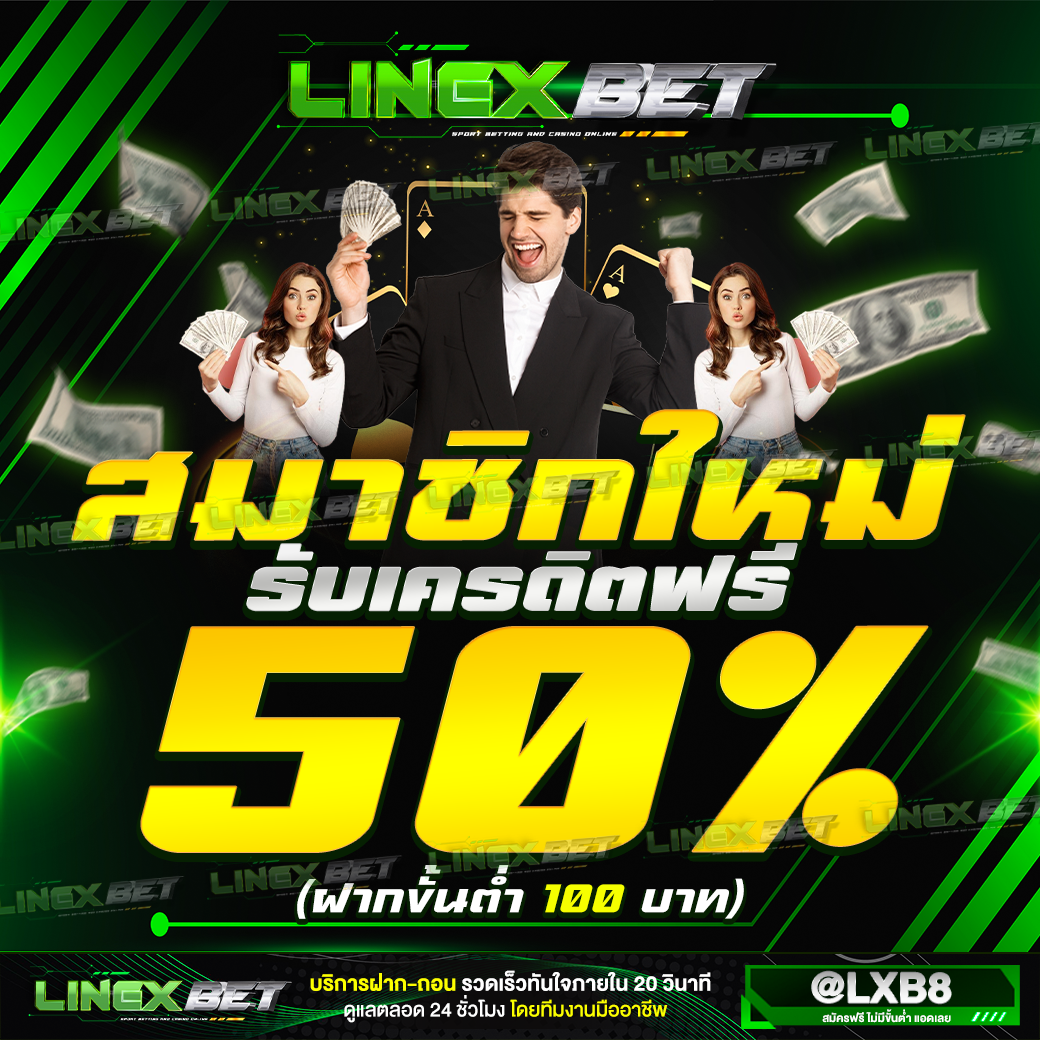 LINEXBET
SPORT BETTING AND CASINO ONLINE
A
A
สมาชิกใหม่
รับเครดิตฟรี
50%
(ฝากขั้นต่ำ 100 บาท)
LINEXBET
SPORT BETTING AND CASINO ONLINE
บริการฝาก-ถอน รวดเร็วทันใจภายใน 20 วินาที
ดูแลตลอด 24 ชั่วโมง โดยทีมงานมืออาชีพ
@LXB8
สมัครฟรี ไม่มีขั้นต่ำ แอดเลย